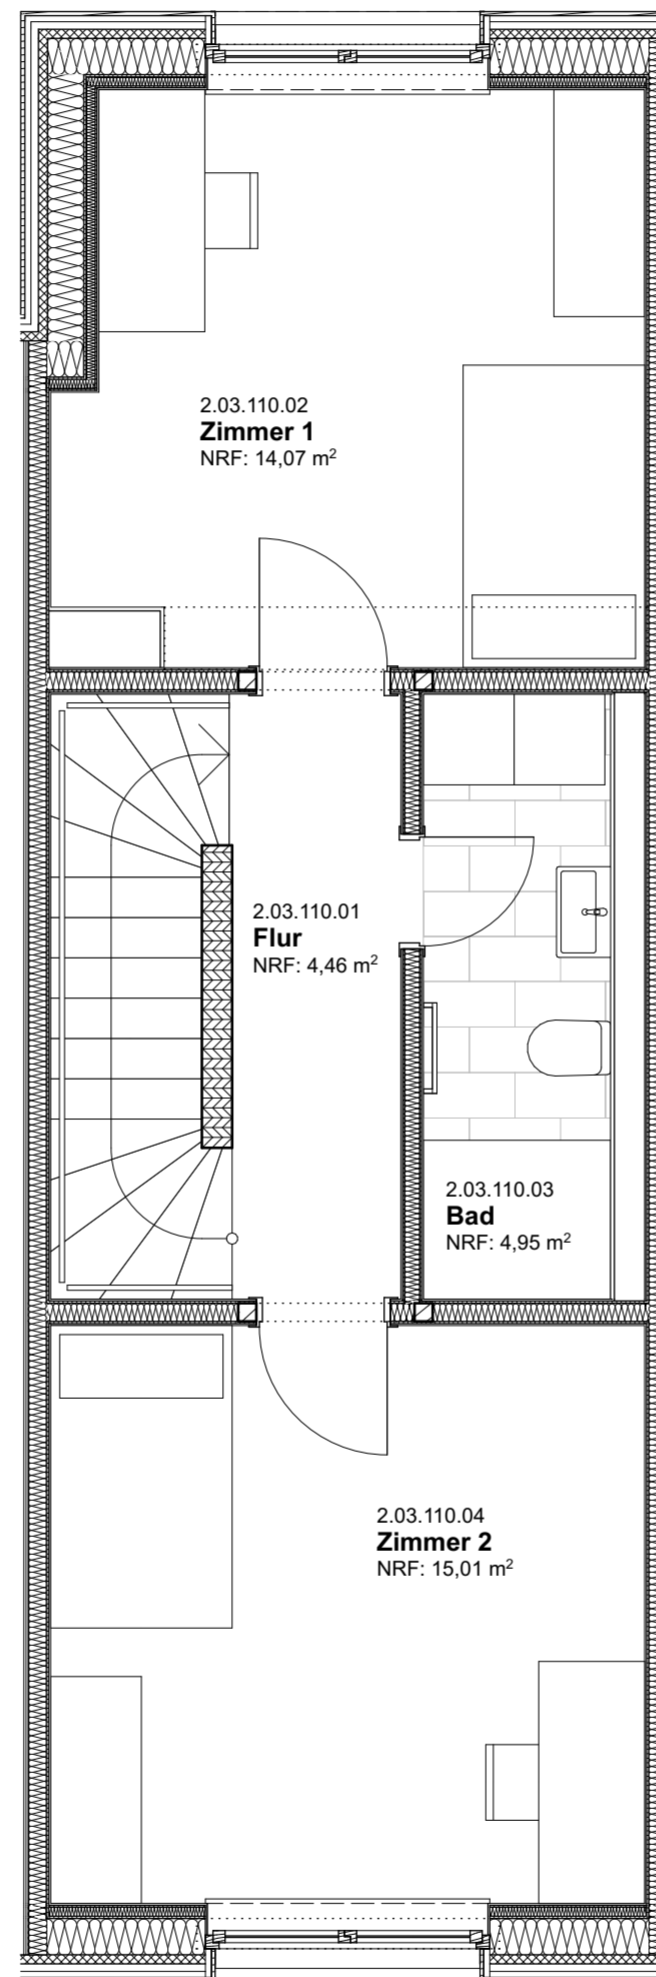 2.03.110.02
Zimmer 1
NRF: 14,07 m²
2.03.110.01
Flur
NRF: 4,46 m²
2.03.110.03
Bad
NRF: 4,95 m²
2.03.110.04
Zimmer 2
NRF: 15,01 m²